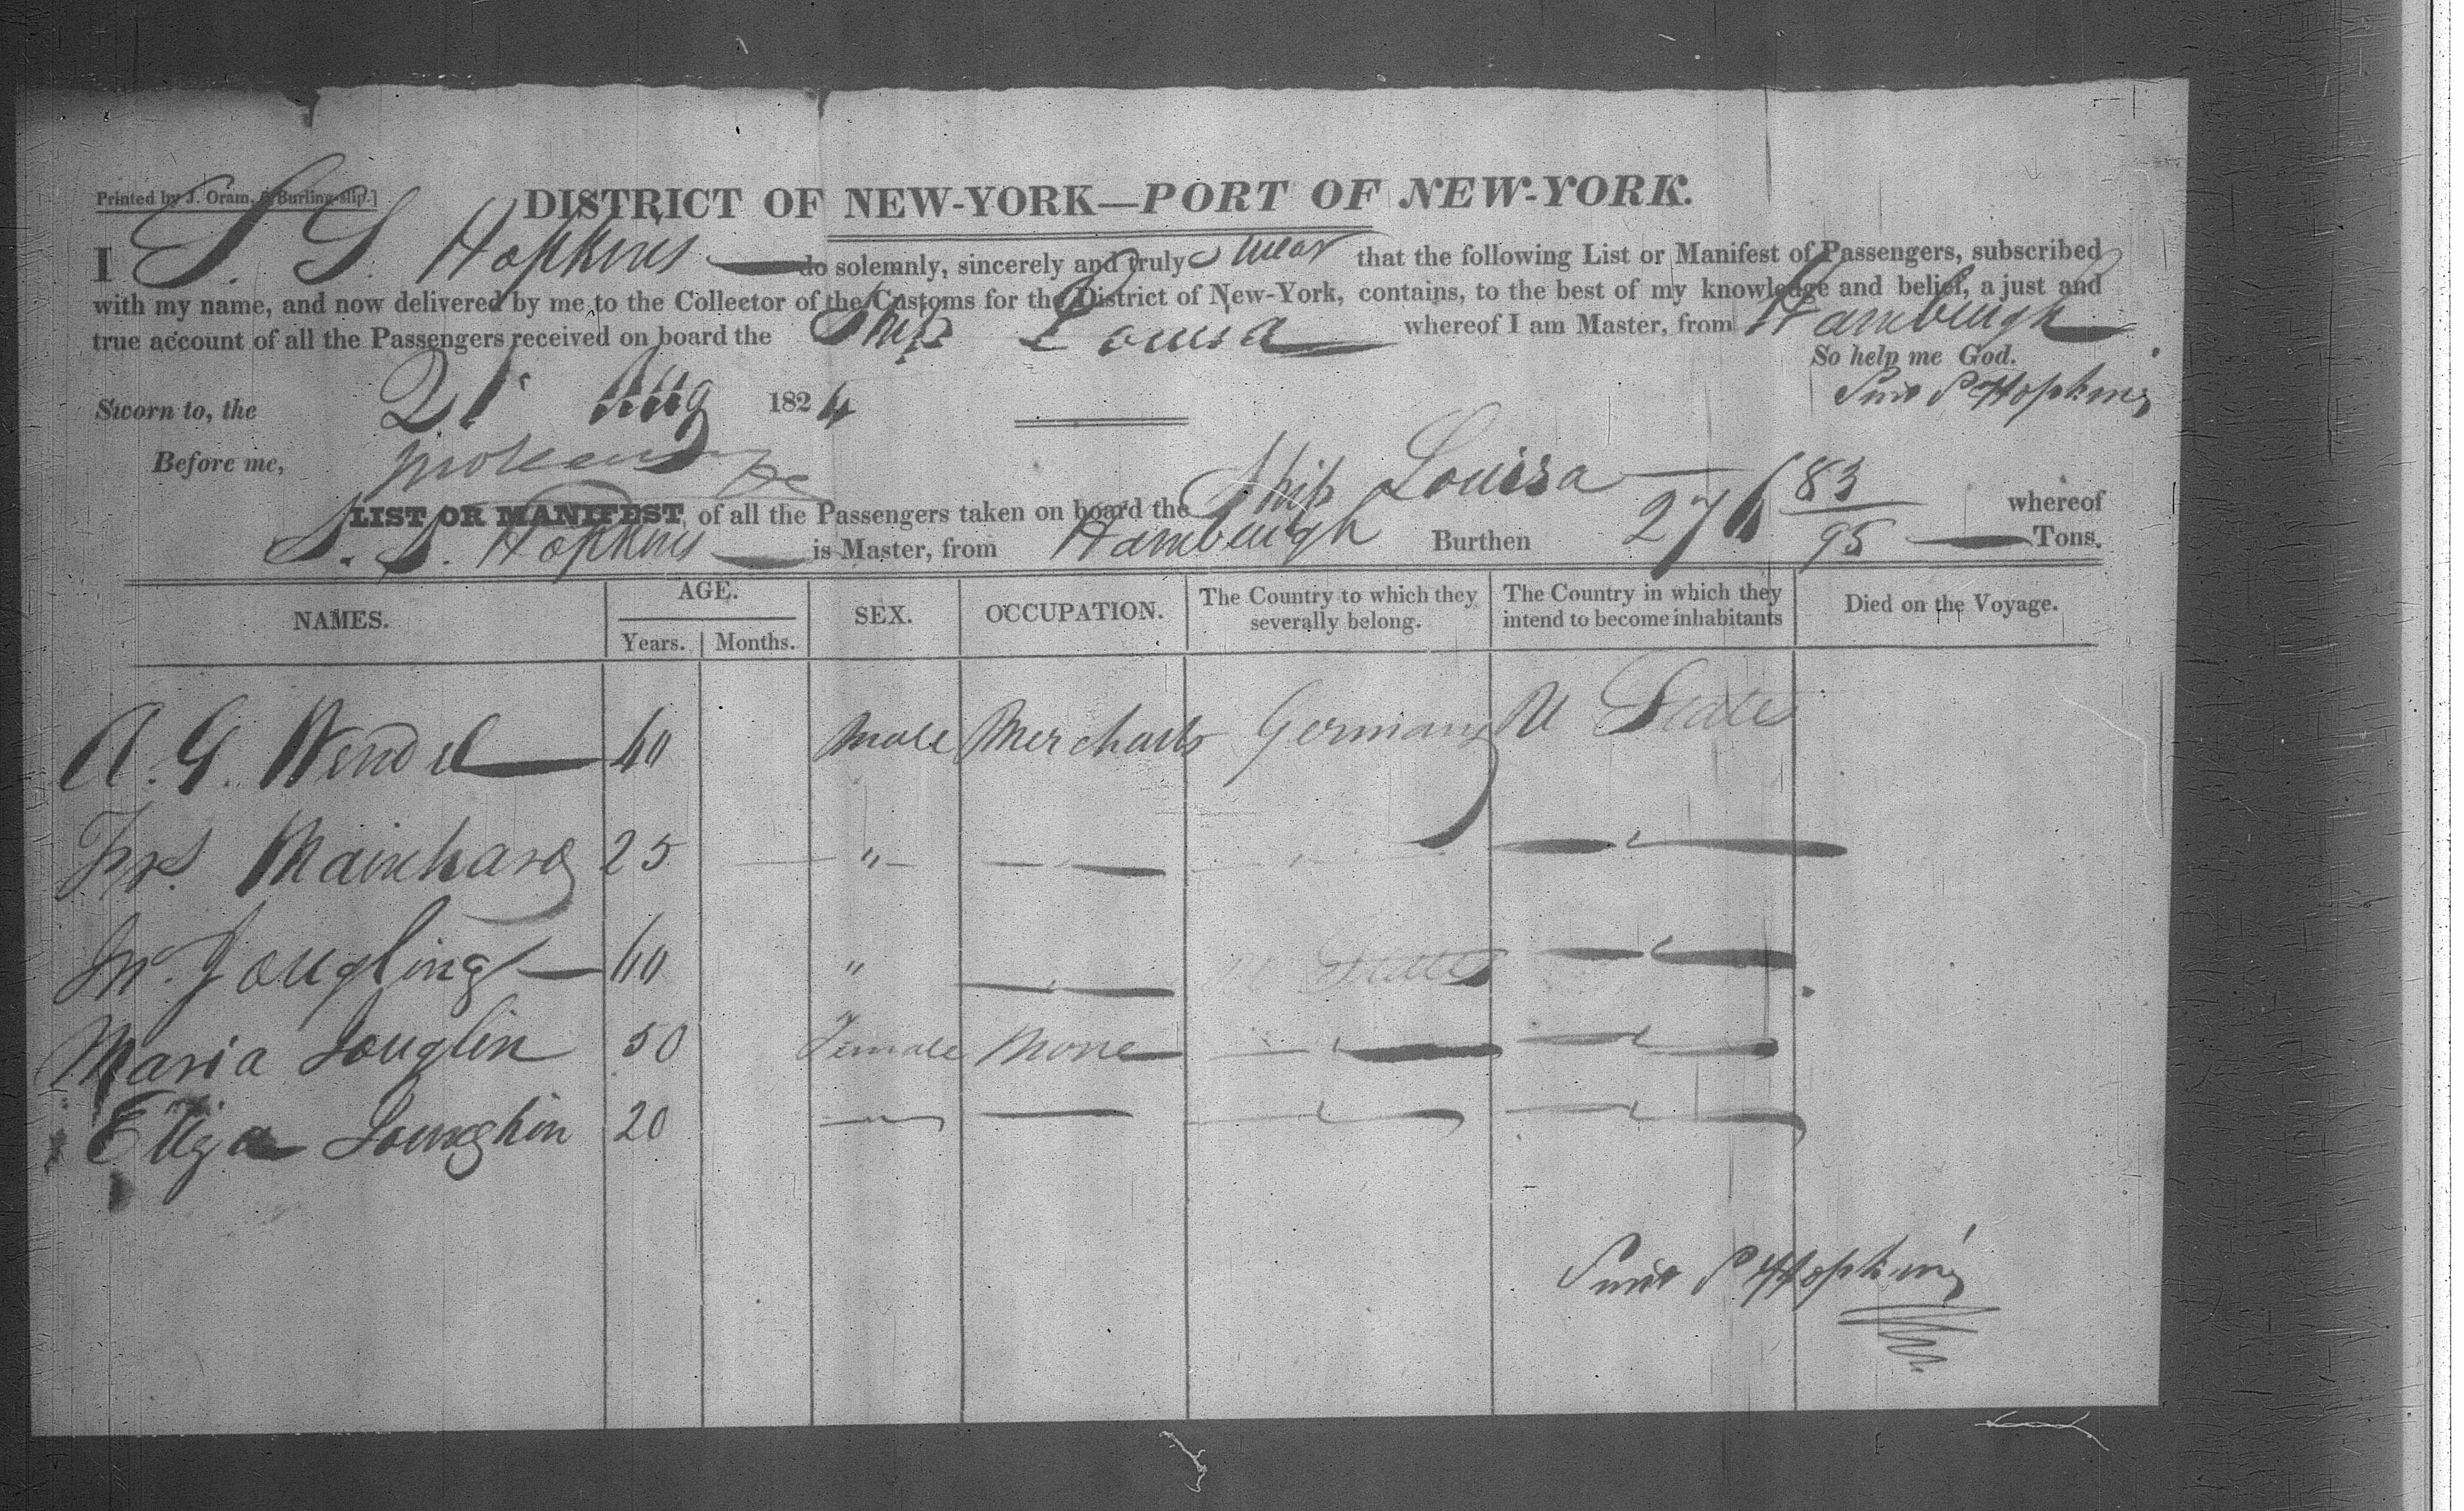 Printed by J. Oram, Burling-slip.]
DISTRICT OF NEW-YORK—PORT OF NEW-YORK.
I S. S. Hopkins do solemnly, sincerely and truly swear that the following List or Manifest of Passengers, subscribed
with my name, and now delivered by me to the Collector of the Customs for the District of New-York, contains, to the best of my knowledge and belief, a just and
true account of all the Passengers received on board the Ship Louisa whereof I am Master, from Hamburgh
So help me God.
Sworn to, the 21 Aug 1824
Hopkins
Before me,
LIST OR MANIFEST of all the Passengers taken on board the Ship Louisa whereof
S. S. Hopkins is Master, from Hamburgh Burthen 276 83/95 Tons.
NAMES. AGE. SEX. OCCUPATION. The Country to which they severally belong. The Country in which they intend to become inhabitants Died on the Voyage.
Years. Months.
A. G. Wendel 40 Male Merchant Germany U States
Mainhard 25 "
Jougling 40 " U States
Maria Jouglin 50 Female None
Eliza 20
Hopkins